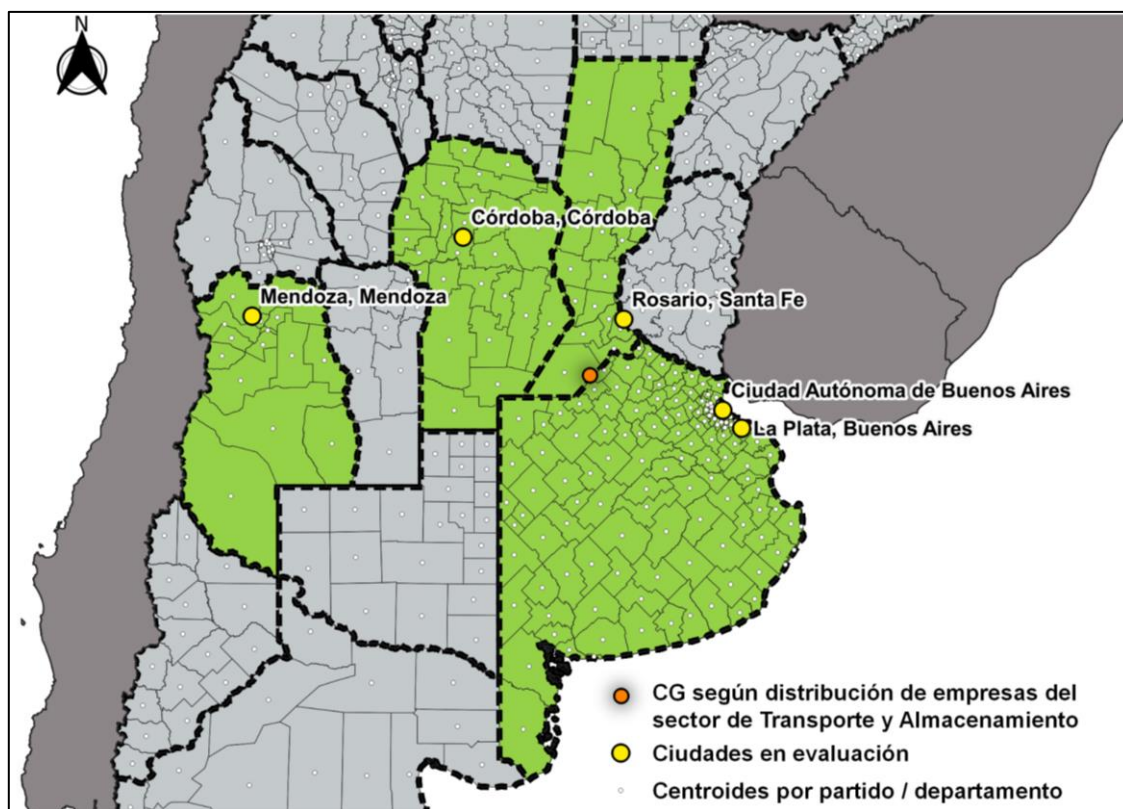 N
Córdoba, Córdoba
Mendoza, Mendoza
Rosario, Santa Fe
Ciudad Autónoma de Buenos Aires
La Plata, Buenos Aires
CG según distribución de empresas del
sector de Transporte y Almacenamiento
Ciudades en evaluación
Centroides por partido / departamento